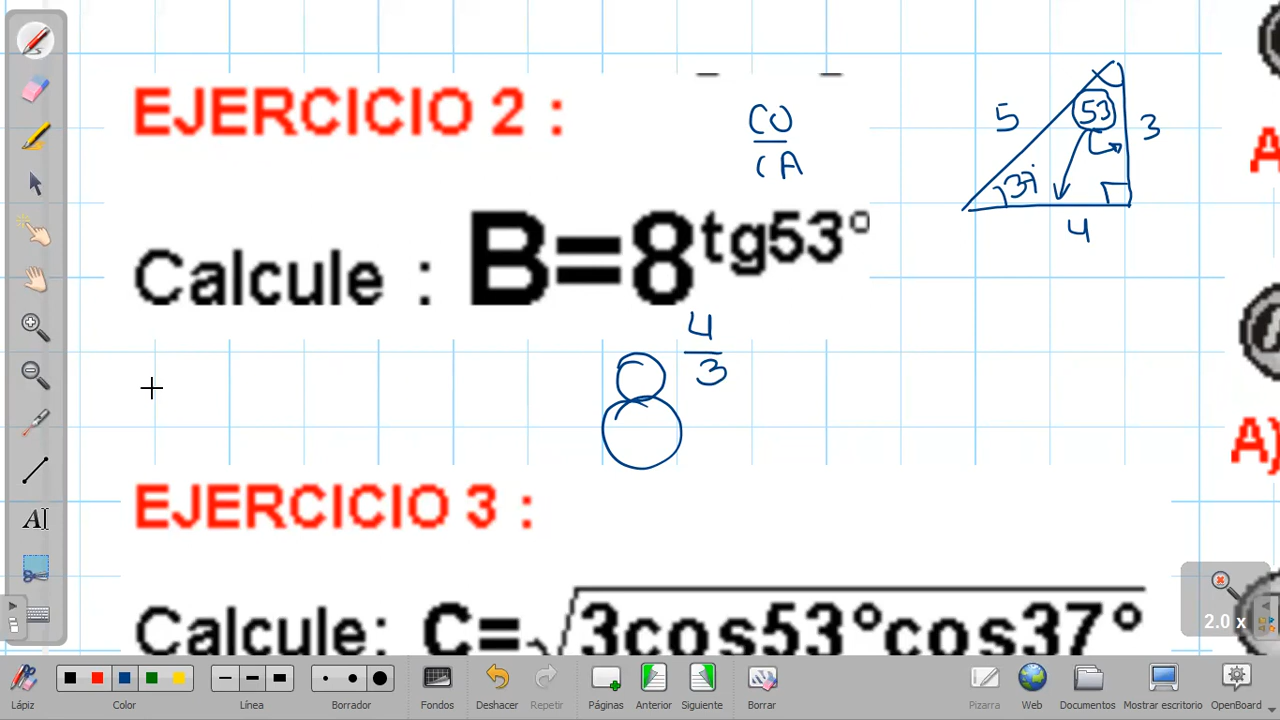 EJERCICIO 2 :
CO
CA
5
53
3
37
4
Calcule : B=8^tg53°
8^4/3
EJERCICIO 3 :
Calcule: C= √3cos53°cos37°
A
A)
2.0 x
Lápiz Color Línea Borrador Fondos Deshacer Repetir Páginas Anterior Siguiente Borrar Pizarra Web Documentos Mostrar escritorio OpenBoard